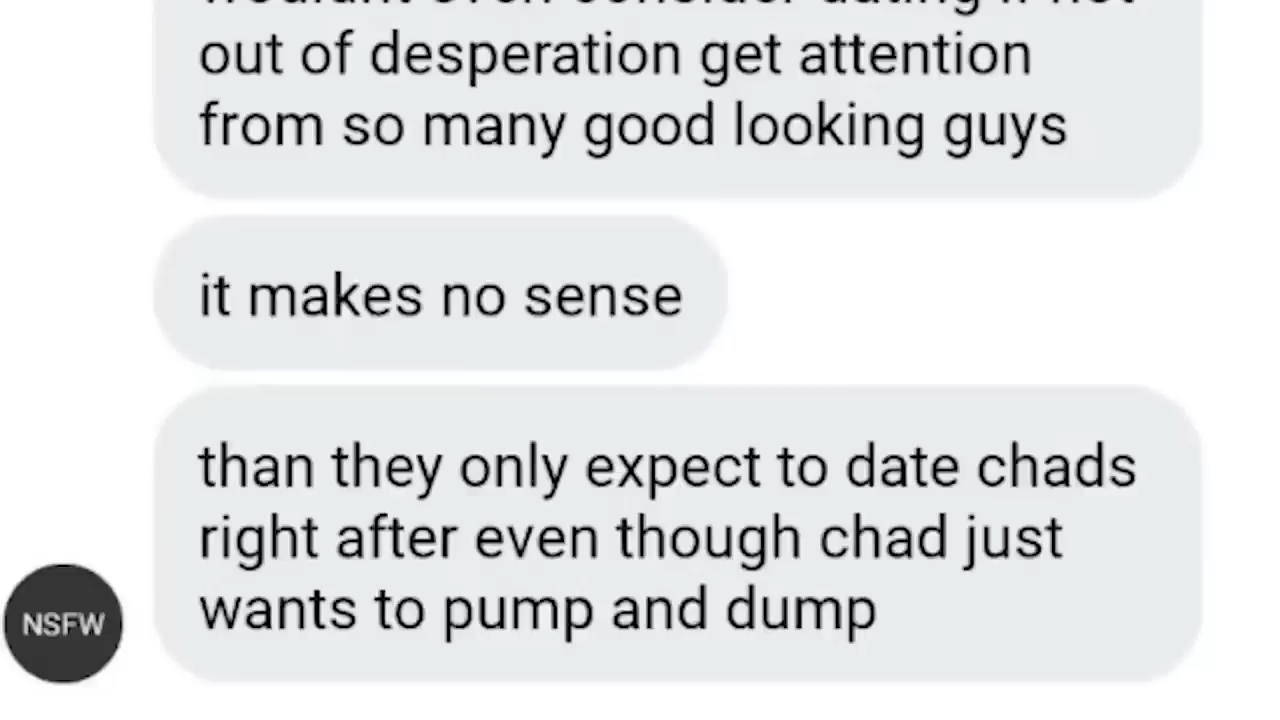 out of desperation get attention
from so many good looking guys
it makes no sense
than they only expect to date chads
right after even though chad just
wants to pump and dump
NSFW